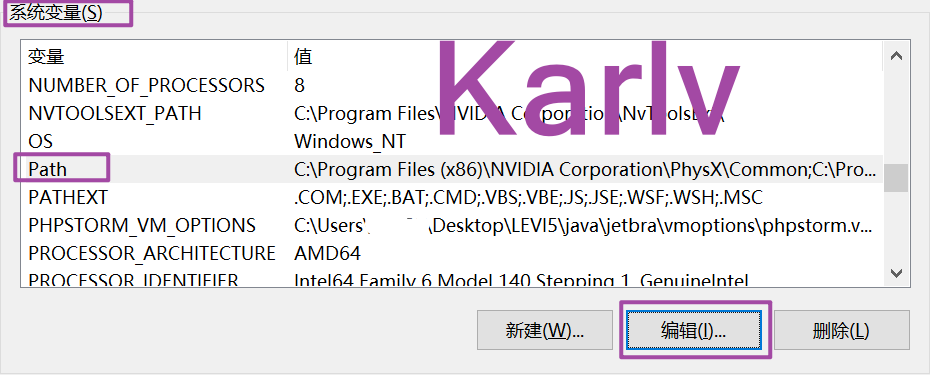 系统变量(S)
变量 值
NUMBER_OF_PROCESSORS 8
NVTOOLSEXT_PATH C:\Program Files\NVIDIA Corporation\NvToolsExt\
OS Windows_NT
Path C:\Program Files (x86)\NVIDIA Corporation\PhysX\Common;C:\Pro...
PATHEXT .COM;.EXE;.BAT;.CMD;.VBS;.VBE;.JS;.JSE;.WSF;.WSH;.MSC
PHPSTORM_VM_OPTIONS C:\Users\ \Desktop\LEVI5\java\jetbra\vmoptions\phpstorm.v...
PROCESSOR_ARCHITECTURE AMD64
PROCESSOR_IDENTIFIER Intel64 Family 6 Model 140 Stepping 1, GenuineIntel
Karlv
新建(W)... 编辑(I)... 删除(L)